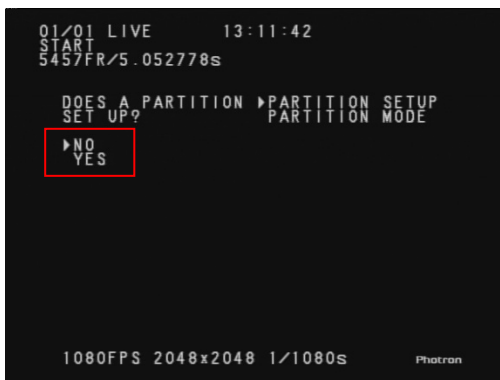 01/01 LIVE 13:11:42
START
5457FR/5.052778s
DOES A PARTITION ▶PARTITION SETUP
SET UP? PARTITION MODE
▶NO
YES
1080FPS 2048x2048 1/1080s Photron